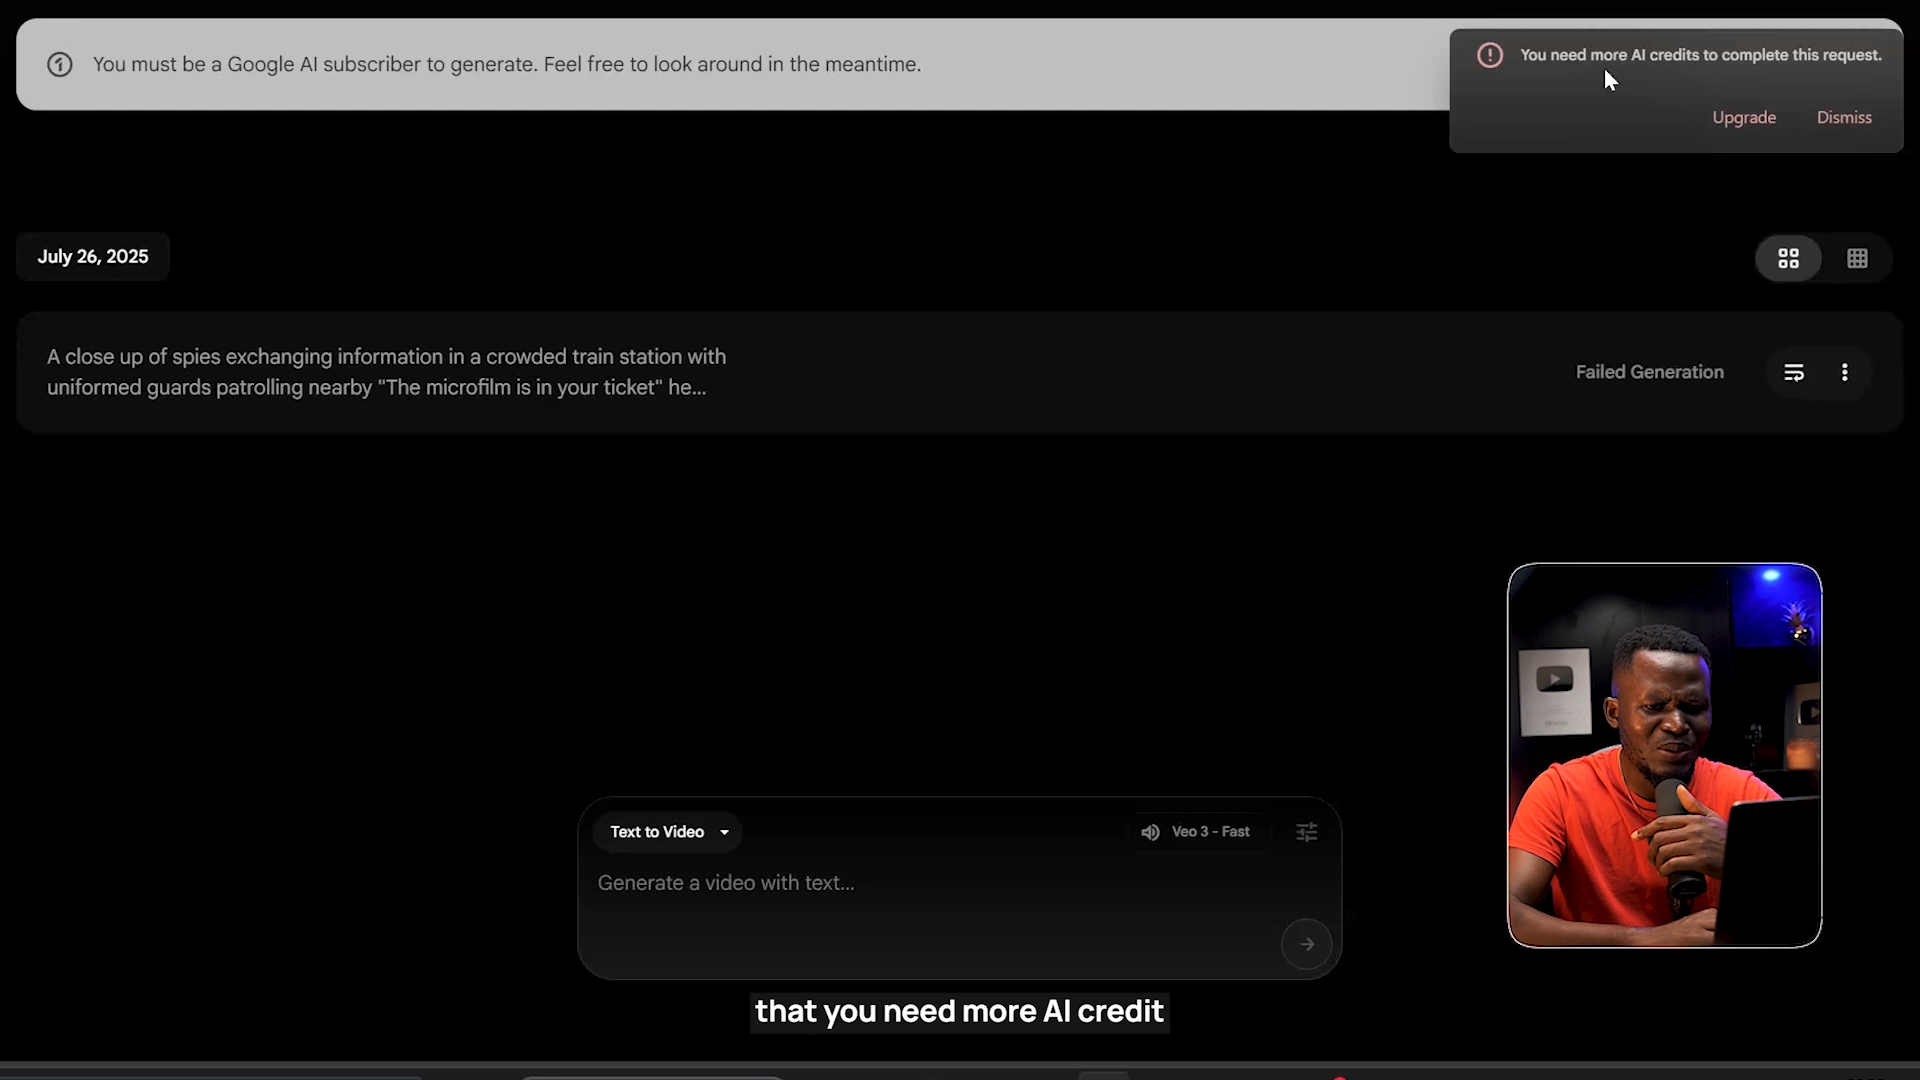 You must be a Google AI subscriber to generate. Feel free to look around in the meantime.
You need more AI credits to complete this request.
Upgrade Dismiss
July 26, 2025
A close up of spies exchanging information in a crowded train station with
uniformed guards patrolling nearby "The microfilm is in your ticket" he...
Failed Generation
Text to Video
Veo 3 - Fast
Generate a video with text...
that you need more AI credit